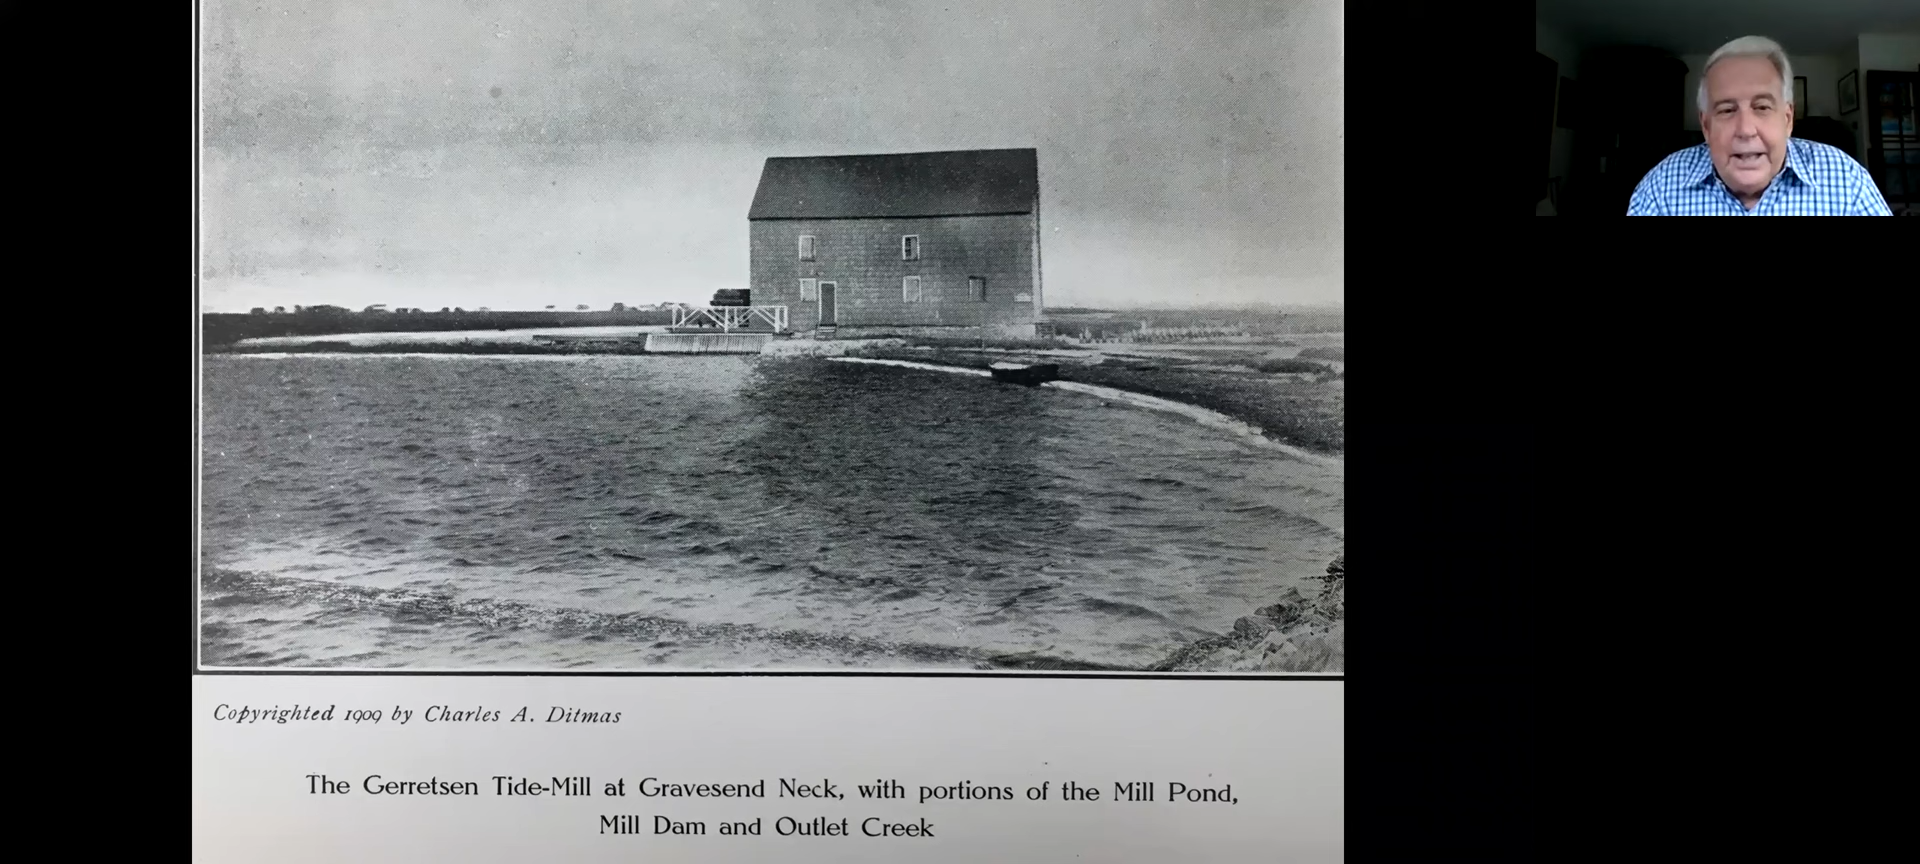 Copyrighted 1909 by Charles A. Ditmas
The Gerretsen Tide-Mill at Gravesend Neck, with portions of the Mill Pond,
Mill Dam and Outlet Creek